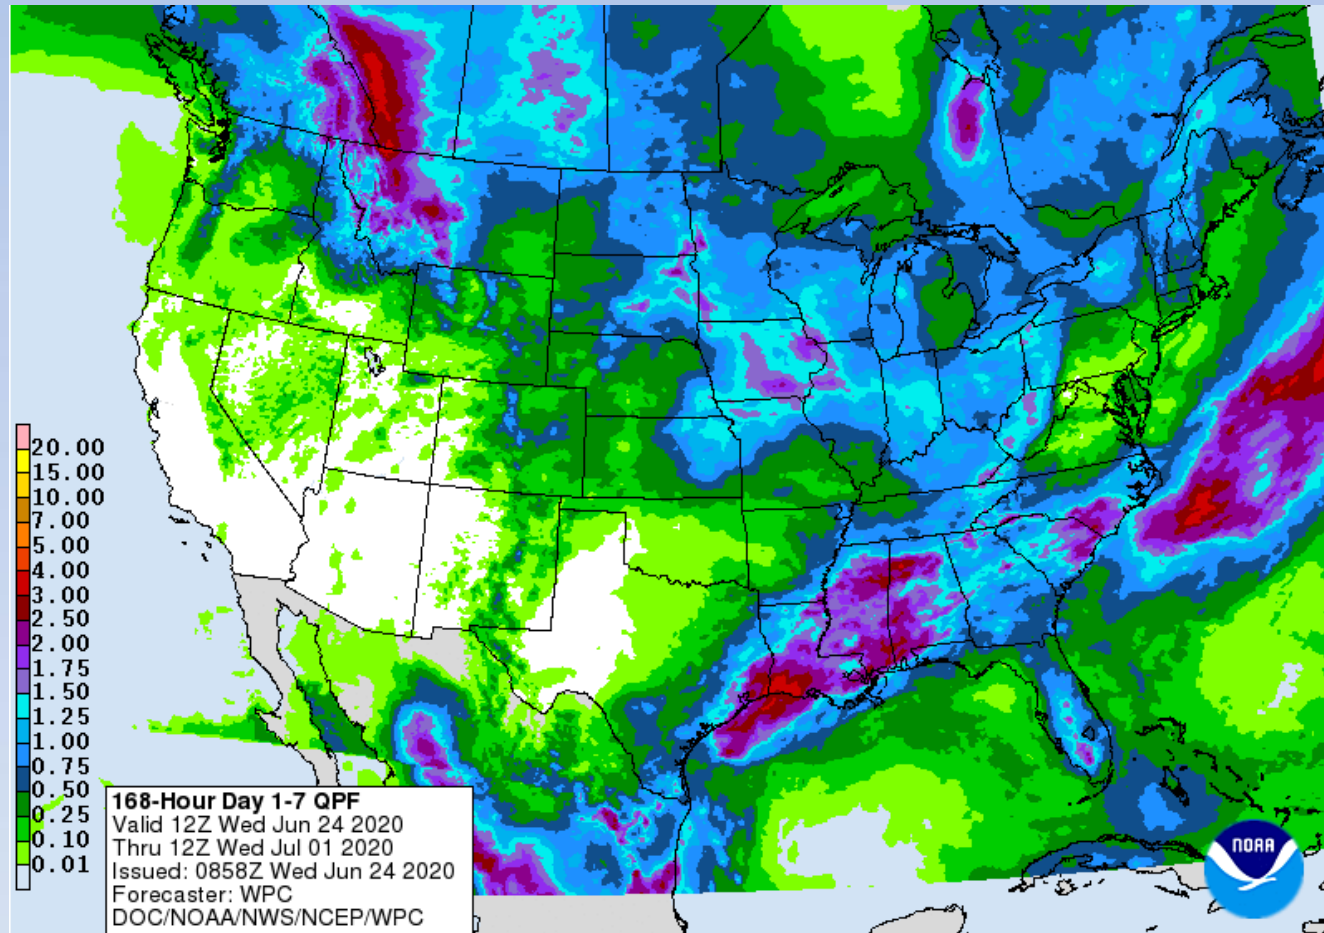 20.00
15.00
10.00
7.00
5.00
4.00
3.00
2.50
2.00
1.75
1.50
1.25
1.00
0.75
0.50
0.25
0.10
0.01
168-Hour Day 1-7 QPF
Valid 12Z Wed Jun 24 2020
Thru 12Z Wed Jul 01 2020
Issued: 0858Z Wed Jun 24 2020
Forecaster: WPC
DOC/NOAA/NWS/NCEP/WPC
NOAA